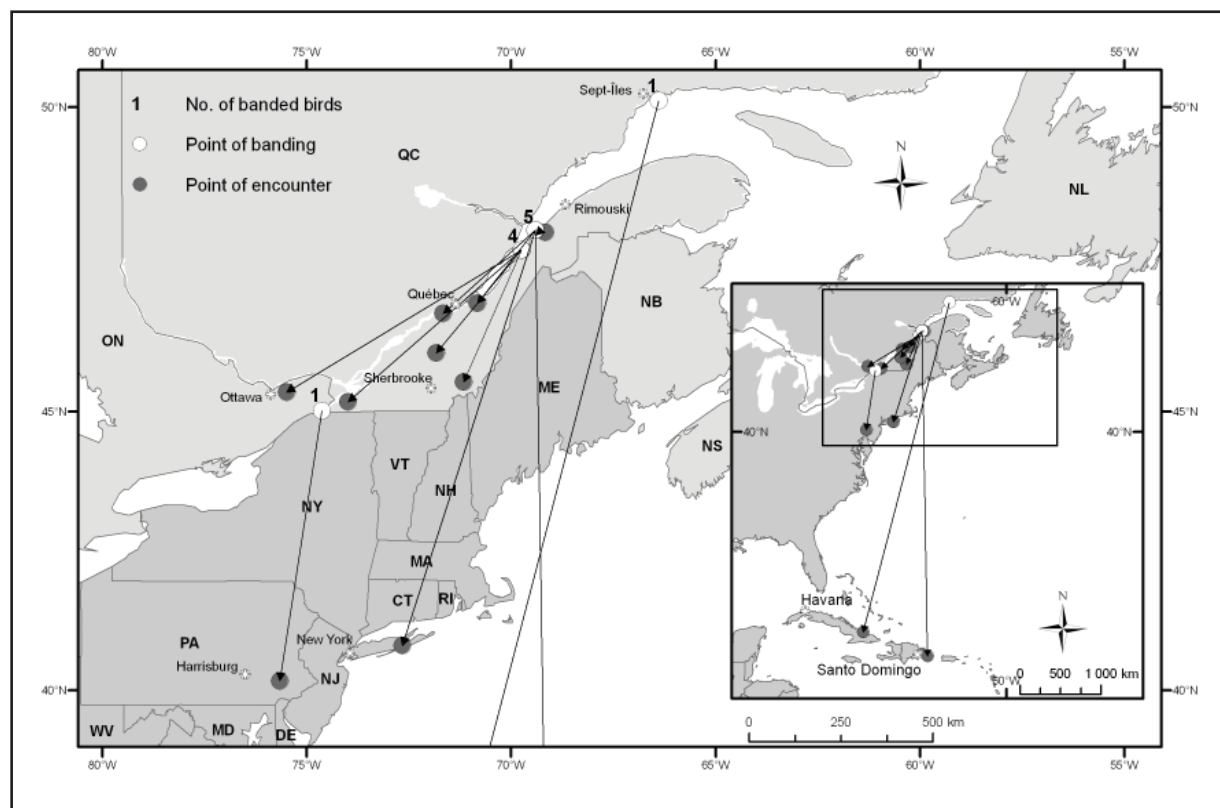 80°W 75°W 70°W 65°W 60°W 55°W
1 No. of banded birds
Point of banding
Point of encounter
Sept-Îles 1
50°N 50°N
QC
N
NL
Rimouski
5
4
Québec
NB
60°W
ON
Sherbrooke
ME
Ottawa
1
45°N 45°N
40°N 40°N
NS
VT
NH
NY
MA
CT RI
Havana
N
PA
New York
Harrisburg
NJ
Santo Domingo
0 500 1 000 km
60°W
40°N 40°N
0 250 500 km
WV MD DE
80°W 75°W 70°W 65°W 60°W 55°W